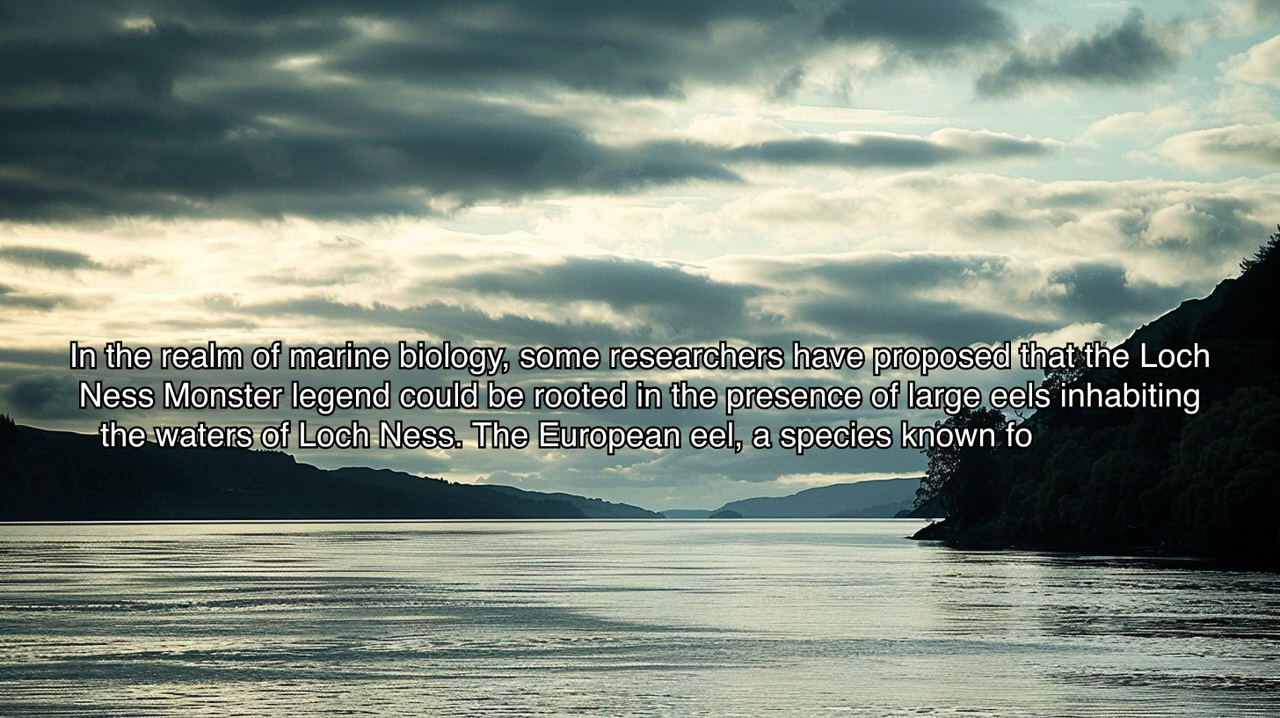 In the realm of marine biology, some researchers have proposed that the Loch
Ness Monster legend could be rooted in the presence of large eels inhabiting
the waters of Loch Ness. The European eel, a species known fo